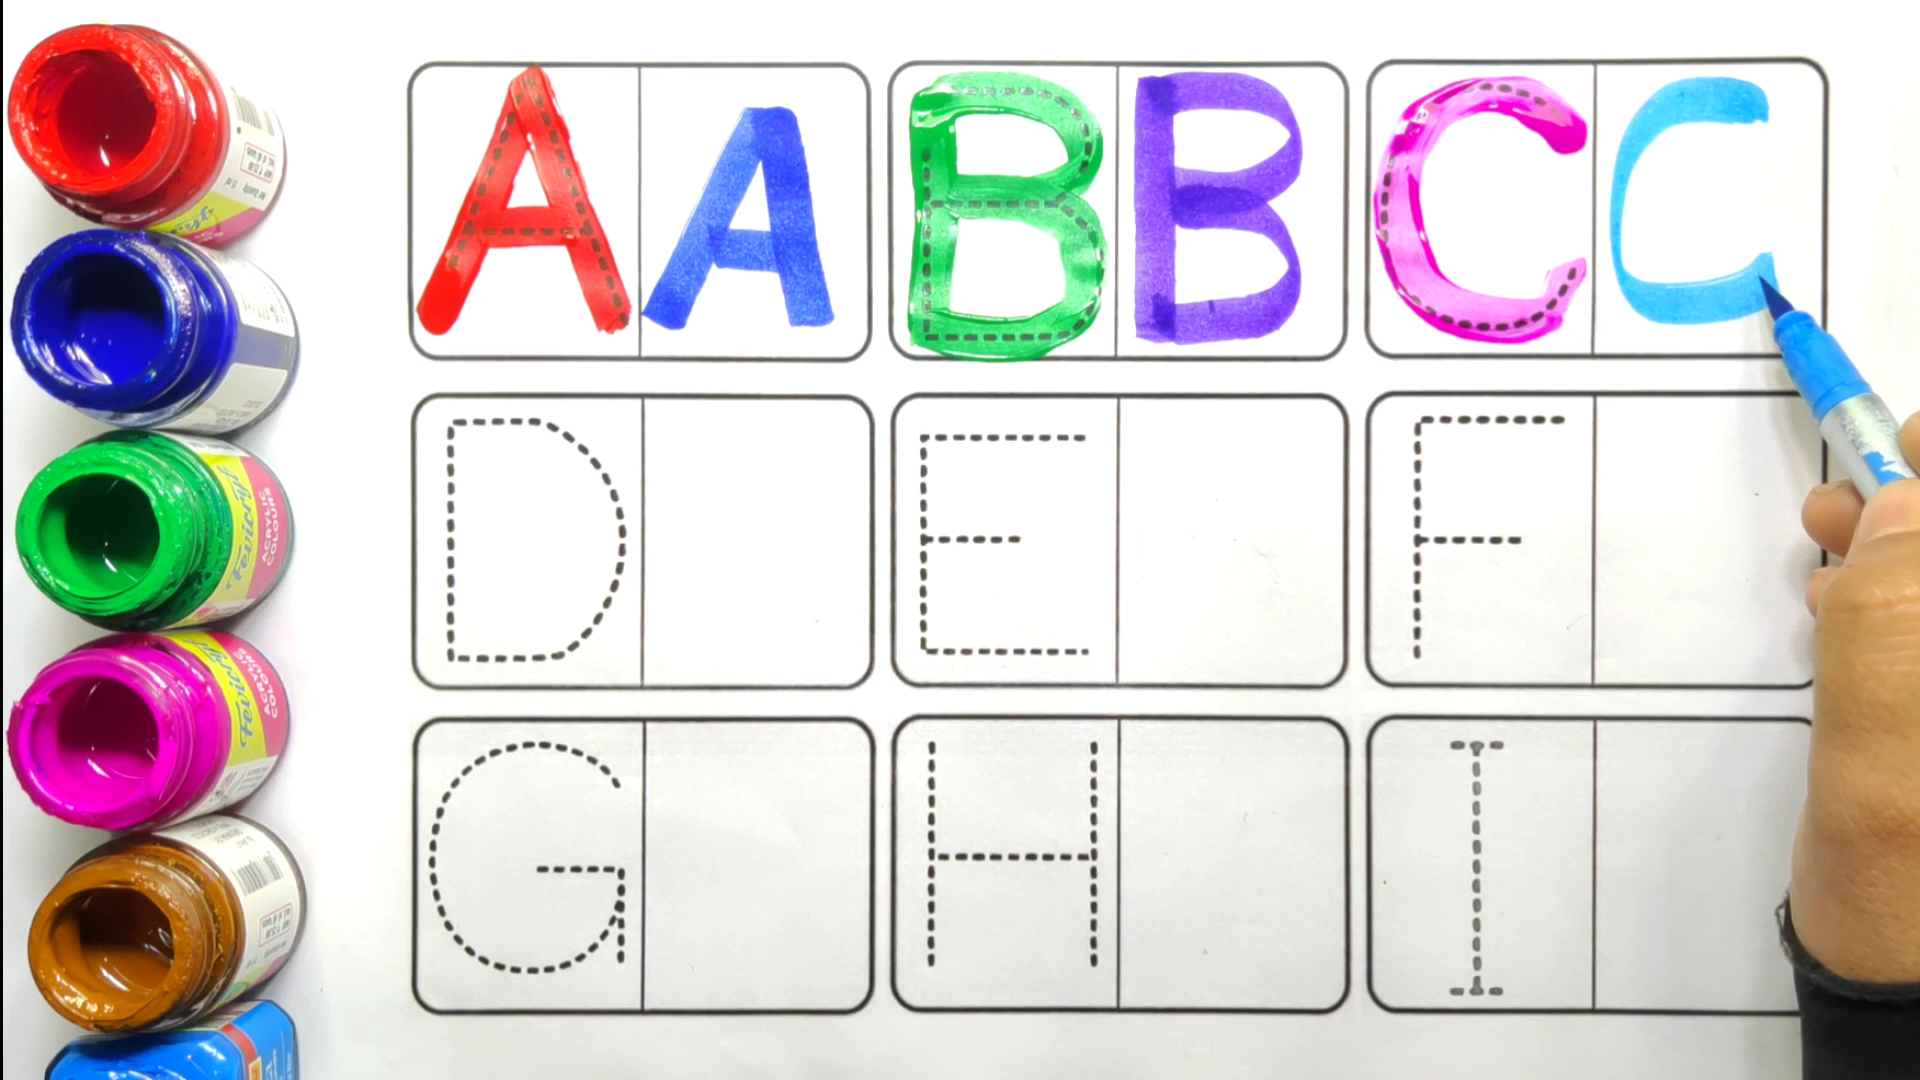 A A B B C C
D E F
G H I
Fevicryl
ACRYLIC
COLOURS
Fevicryl
ACRYLIC
COLOURS